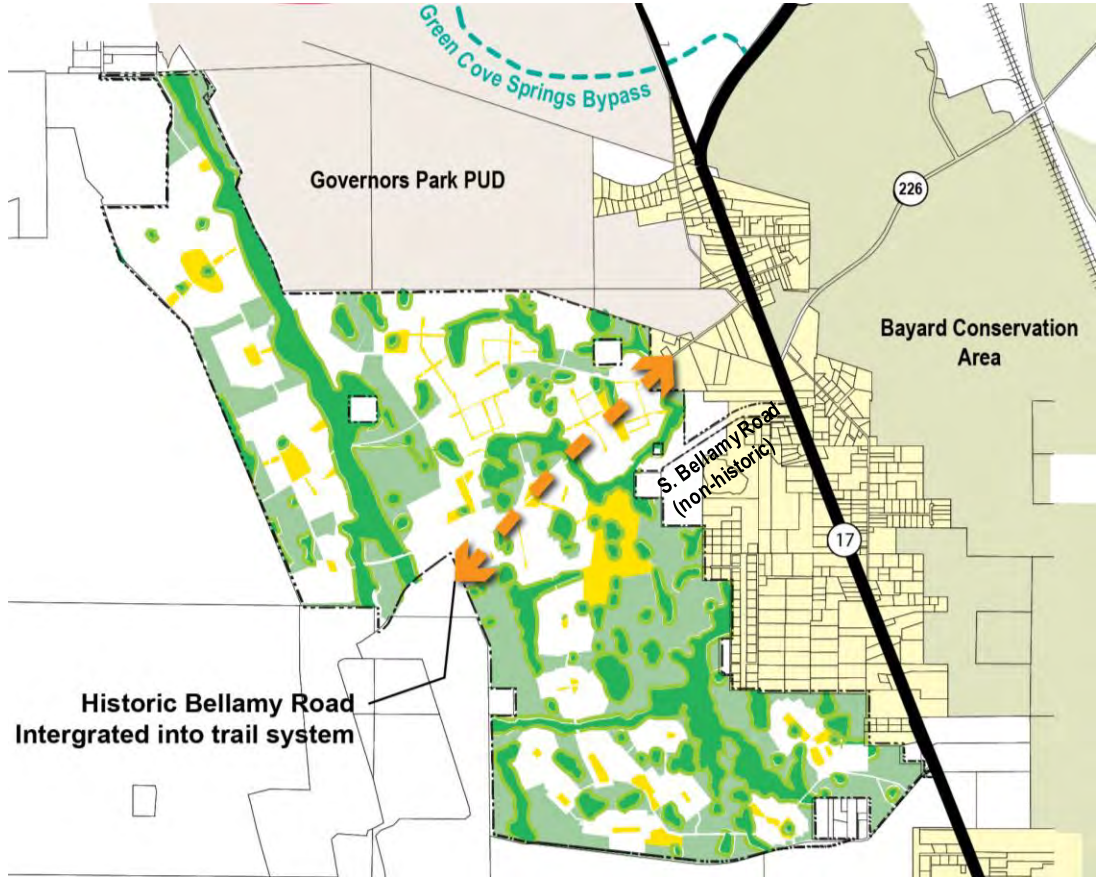 Green Cove Springs Bypass
Governors Park PUD
226
Bayard Conservation
Area
S. Bellamy Road
(non-historic)
17
Historic Bellamy Road
Intergrated into trail system